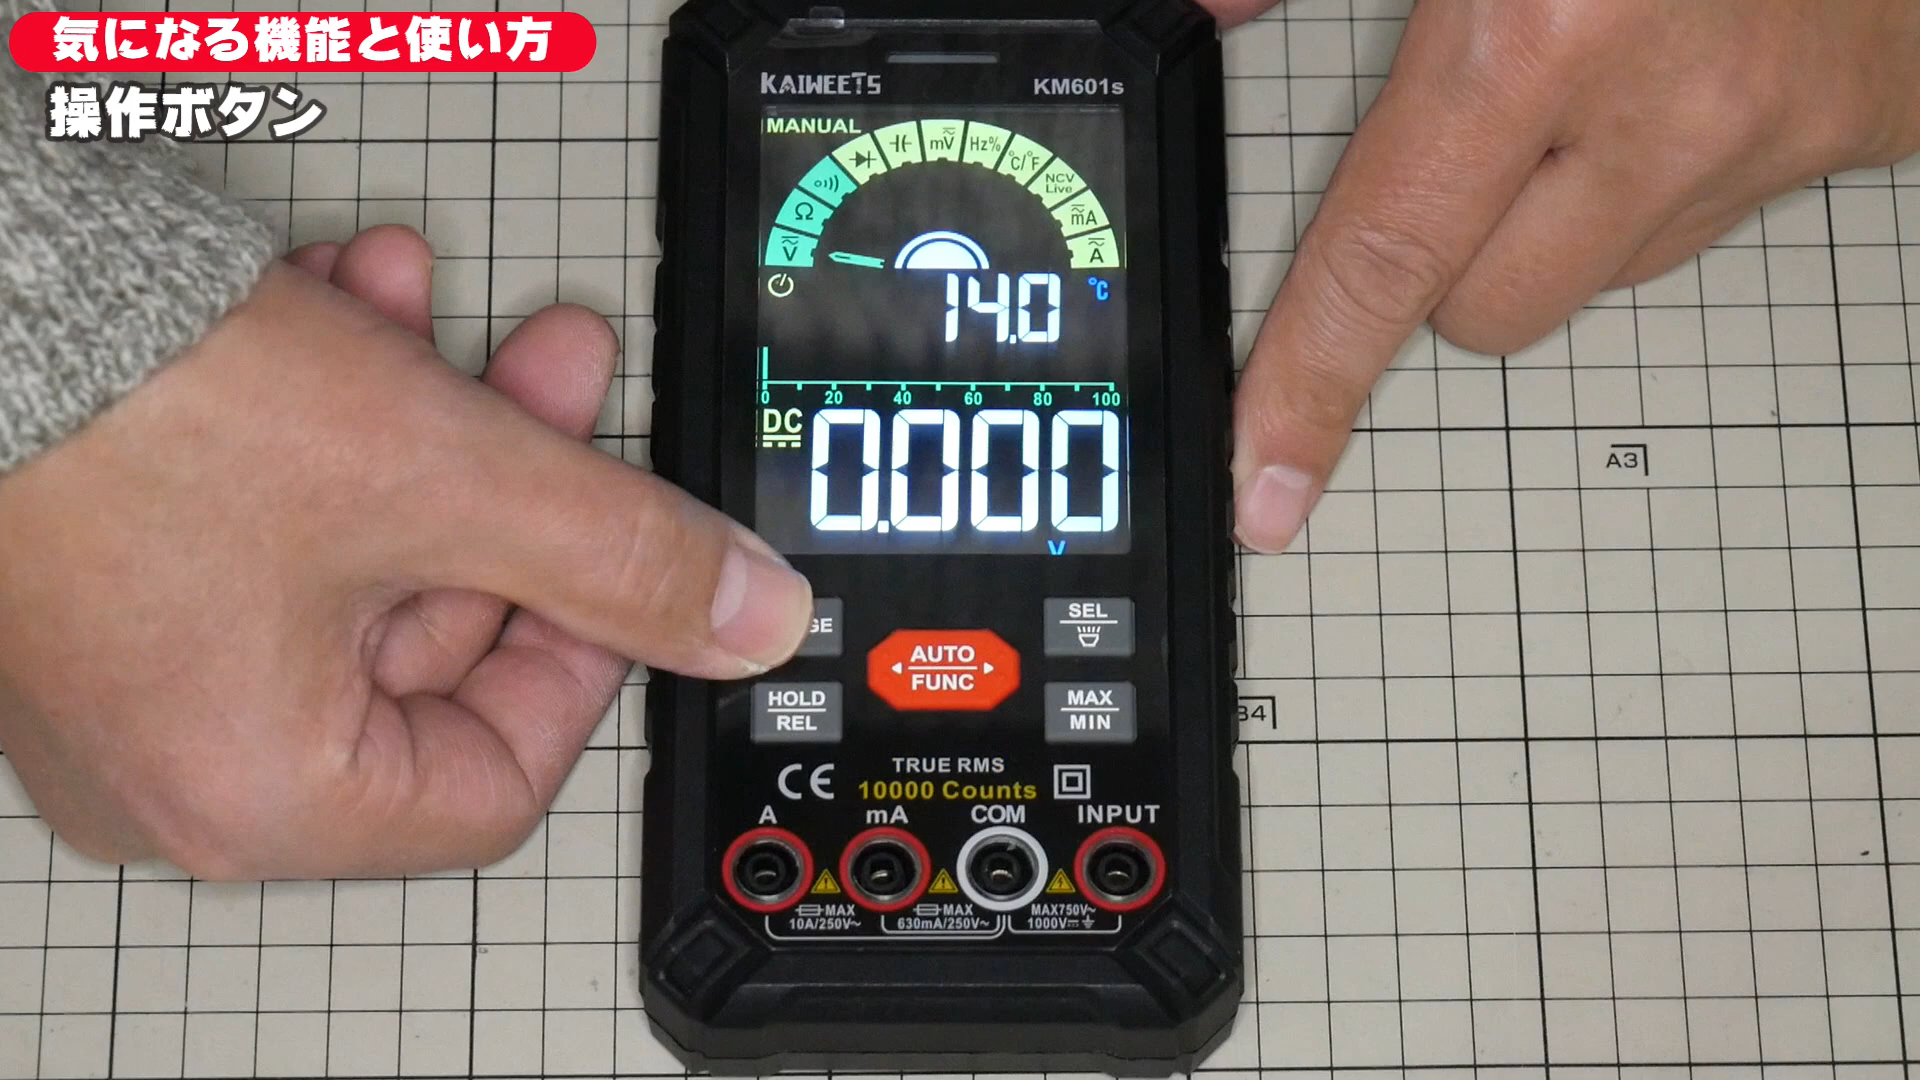 気になる機能と使い方
操作ボタン
KAIWEETS KM601s
MANUAL
mV Hz% °C/°F NCV Live mA A
Ω
V
14.0 °C
0 20 40 60 80 100
DC 0.000
V
GE SEL
AUTO
FUNC
HOLD
REL
MAX
MIN
A3
B4
CE TRUE RMS
10000 Counts
A mA COM INPUT
MAX 10A/250V~
MAX 630mA/250V~
MAX750V~
1000V